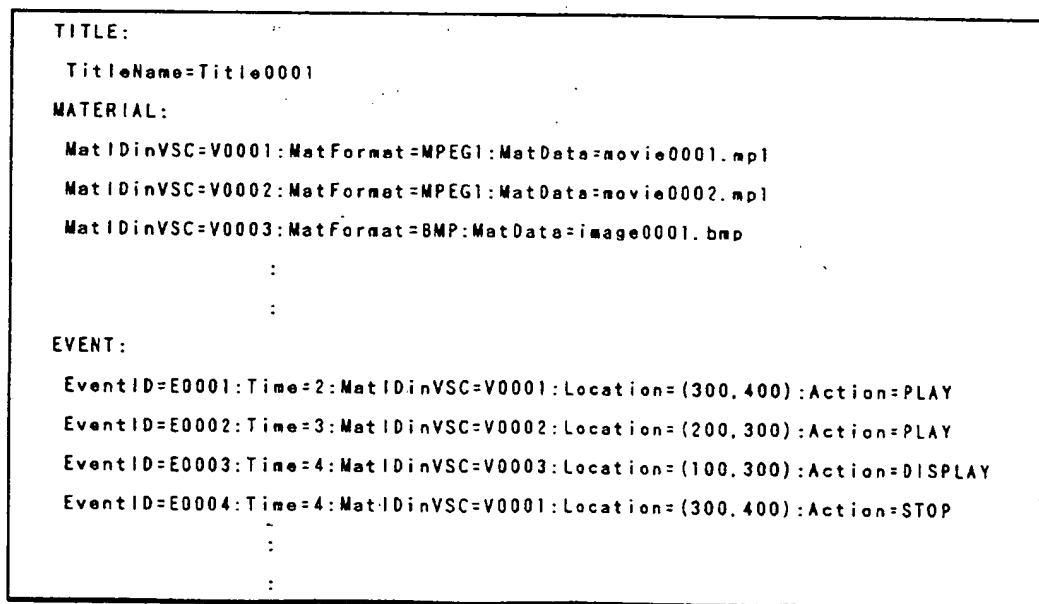 TITLE:
TitleName=Title0001
MATERIAL:
MatIDinVSC=V0001:MatFormat=MPEG1:MatData=movie0001.mp1
MatIDinVSC=V0002:MatFormat=MPEG1:MatData=movie0002.mp1
MatIDinVSC=V0003:MatFormat=BMP:MatData=image0001.bmp
:
:
EVENT:
EventID=E0001:Time=2:MatIDinVSC=V0001:Location=(300,400):Action=PLAY
EventID=E0002:Time=3:MatIDinVSC=V0002:Location=(200,300):Action=PLAY
EventID=E0003:Time=4:MatIDinVSC=V0003:Location=(100,300):Action=DISPLAY
EventID=E0004:Time=4:MatIDinVSC=V0001:Location=(300,400):Action=STOP
:
: